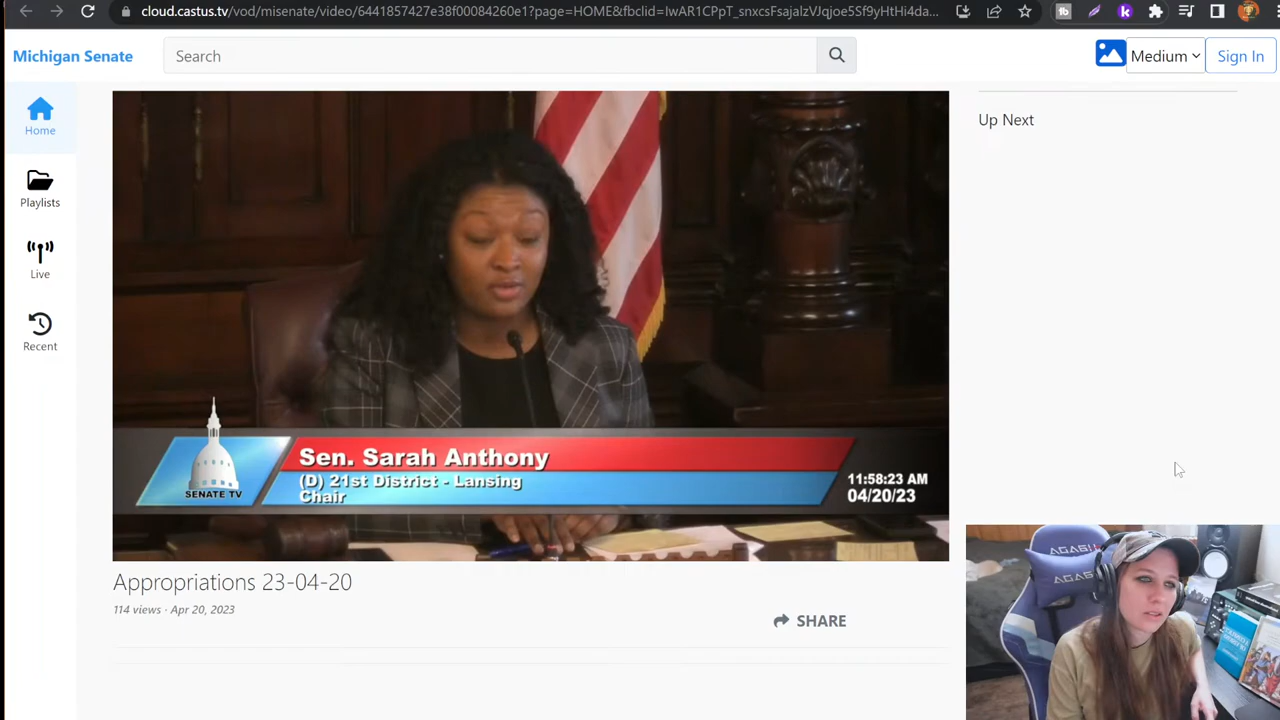 cloud.castus.tv/vod/misenate/video/6441857427e38f00084260e1?page=HOME&fbclid=IwAR1CPpT_snxcsFsajaIzVJqjoe5Sf9yHtHi4da...
Michigan Senate
Search
Medium
Sign In
Home
Playlists
Live
Recent
Up Next
Sen. Sarah Anthony
(D) 21st District - Lansing
Chair
SENATE TV
11:58:23 AM
04/20/23
Appropriations 23-04-20
114 views · Apr 20, 2023
SHARE